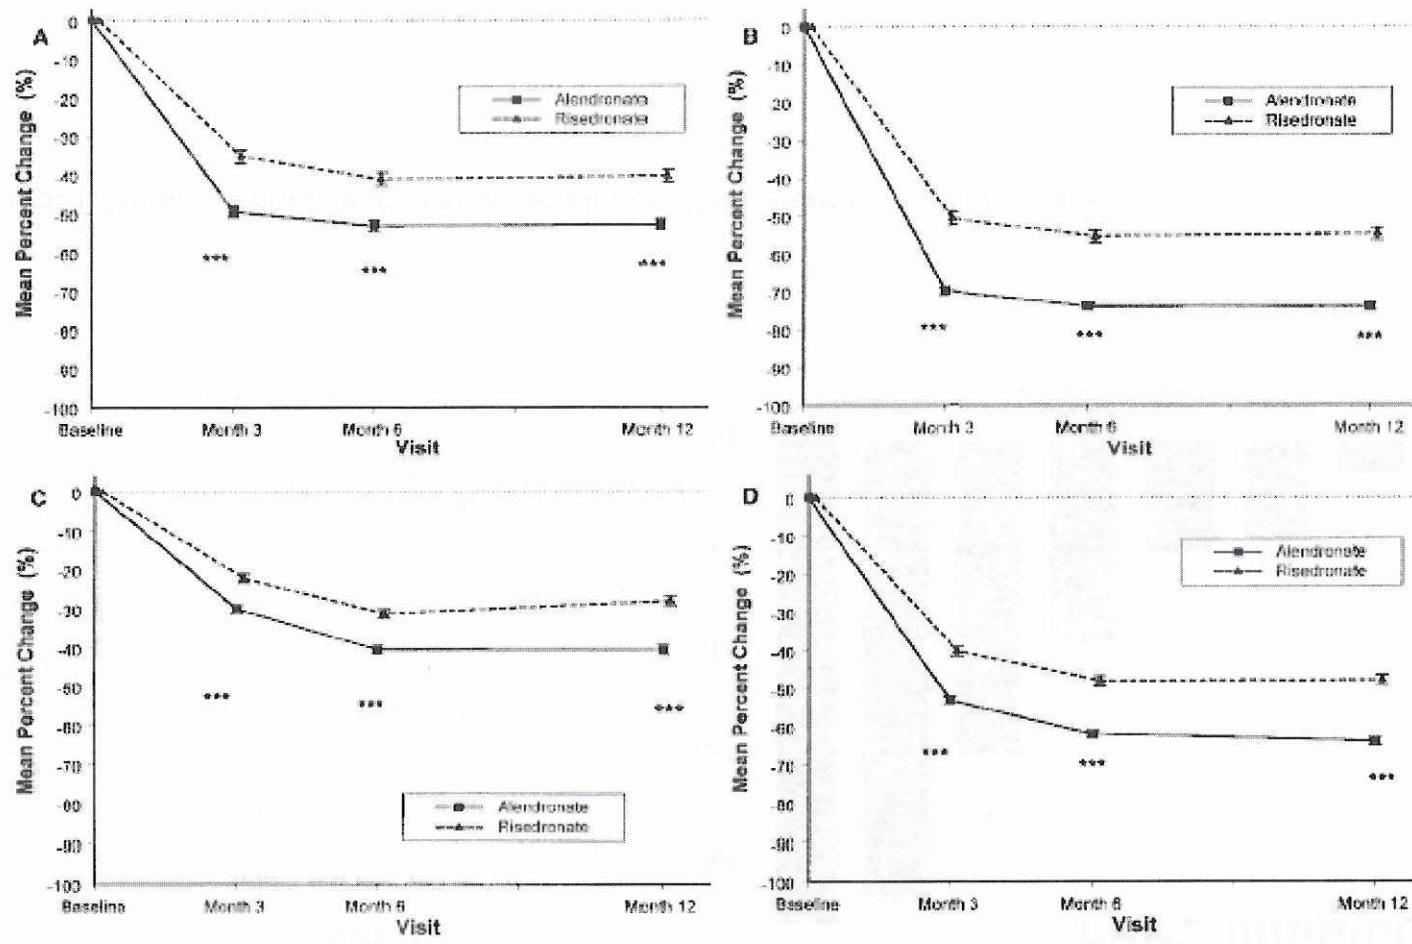 A
Mean Percent Change (%)
0
-10
-20
-30
-40
-50
-60
-70
-80
-90
-100
Alendronate
Risedronate
***
***
***
Baseline
Month 3
Month 6
Month 12
Visit
B
Mean Percent Change (%)
0
-10
-20
-30
-40
-50
-60
-70
-80
-90
-100
Alendronate
Risedronate
***
***
***
Baseline
Month 3
Month 6
Month 12
Visit
C
Mean Percent Change (%)
0
-10
-20
-30
-40
-50
-60
-70
-80
-90
-100
***
***
***
Alendronate
Risedronate
Baseline
Month 3
Month 6
Month 12
Visit
D
Mean Percent Change (%)
0
-10
-20
-30
-40
-50
-60
-70
-80
-90
-100
Alendronate
Risedronate
***
***
***
Baseline
Month 3
Month 6
Month 12
Visit